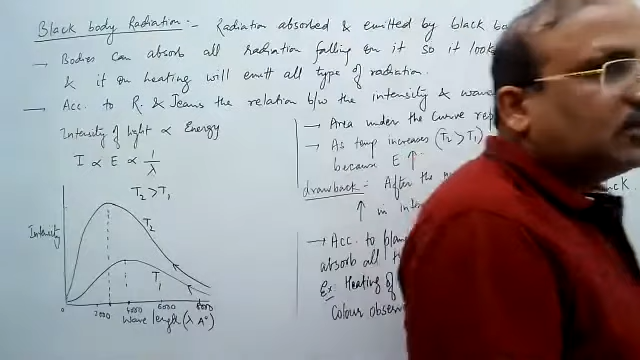 Black body Radiation :- Radiation absorbed & emitted by black
→ Bodies can absorb all radiation falling on it so it look
& it on heating will emitt all type of radiation.
→ Acc. to R. & Jeans the relation b/w the intensity &
Intensity of light ∝ Energy
I ∝ E ∝ 1/λ
T2 > T1
Intensity
T2
T1
0 2000 4000 6000 8000
Wave length (λ A°)
→ Area under the curve
→ As temp increases (T2 > T1)
because E ↑
drawback :- After the
↑ in
→ Acc. to
absorb all
Ex: Heating of
Colour